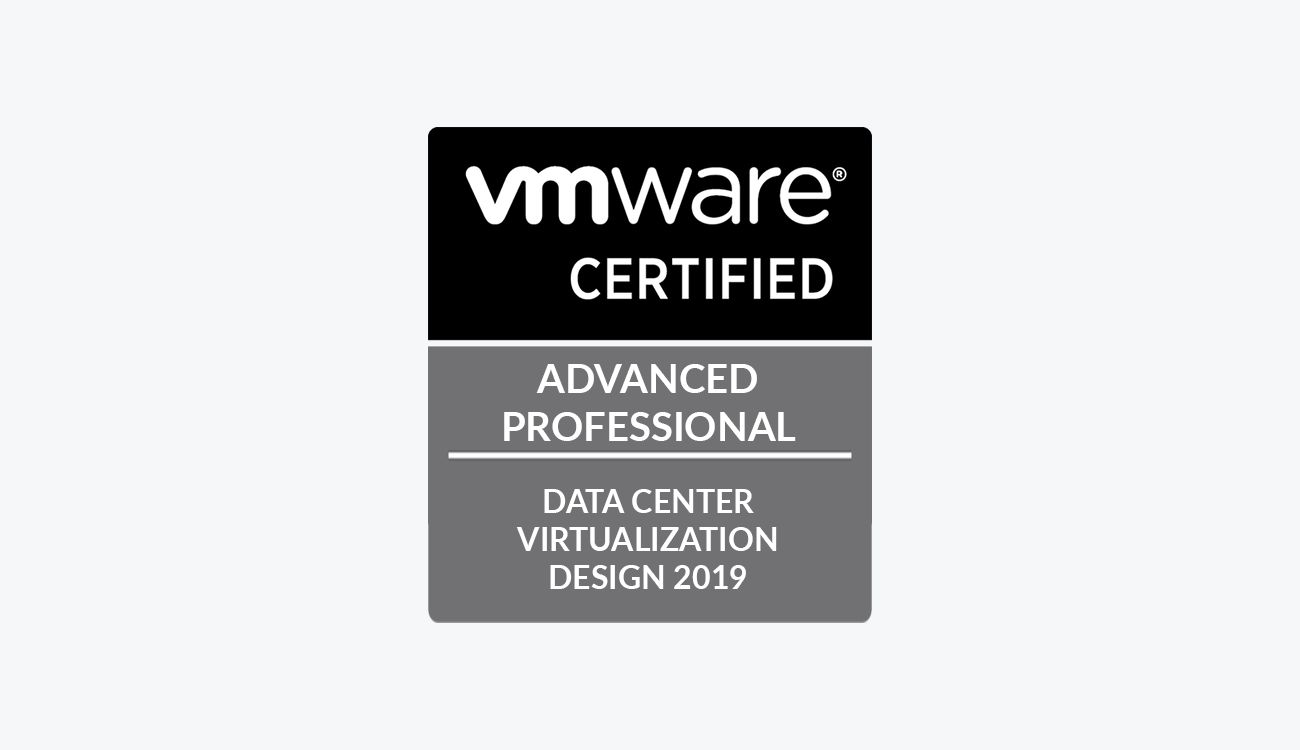 vmware®
CERTIFIED
ADVANCED
PROFESSIONAL
DATA CENTER
VIRTUALIZATION
DESIGN 2019